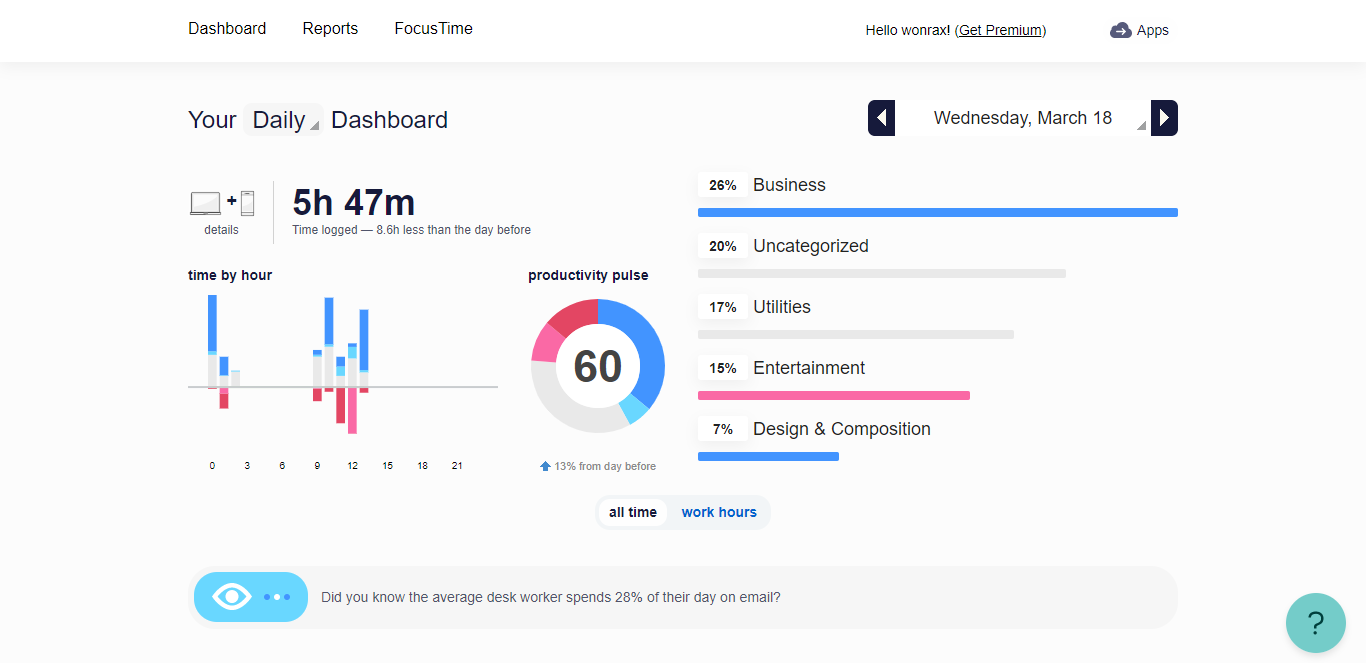 Dashboard Reports FocusTime Hello wonrax! (Get Premium) Apps
Your Daily Dashboard
Wednesday, March 18
+
details
5h 47m
Time logged — 8.6h less than the day before
time by hour
0 3 6 9 12 15 18 21
productivity pulse
60
13% from day before
26% Business
20% Uncategorized
17% Utilities
15% Entertainment
7% Design & Composition
all time work hours
Did you know the average desk worker spends 28% of their day on email?
?